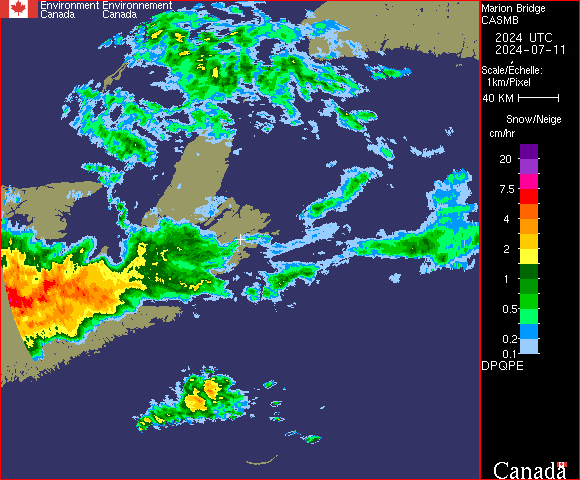 Environment Environnement
Canada Canada
Marion Bridge
CASMB
2024 UTC
2024-07-11
Scale/Echelle:
1km/Pixel
40 KM
Snow/Neige
cm/hr
20
7.5
4
2
1
0.5
0.2
0.1
DPQPE
Canada